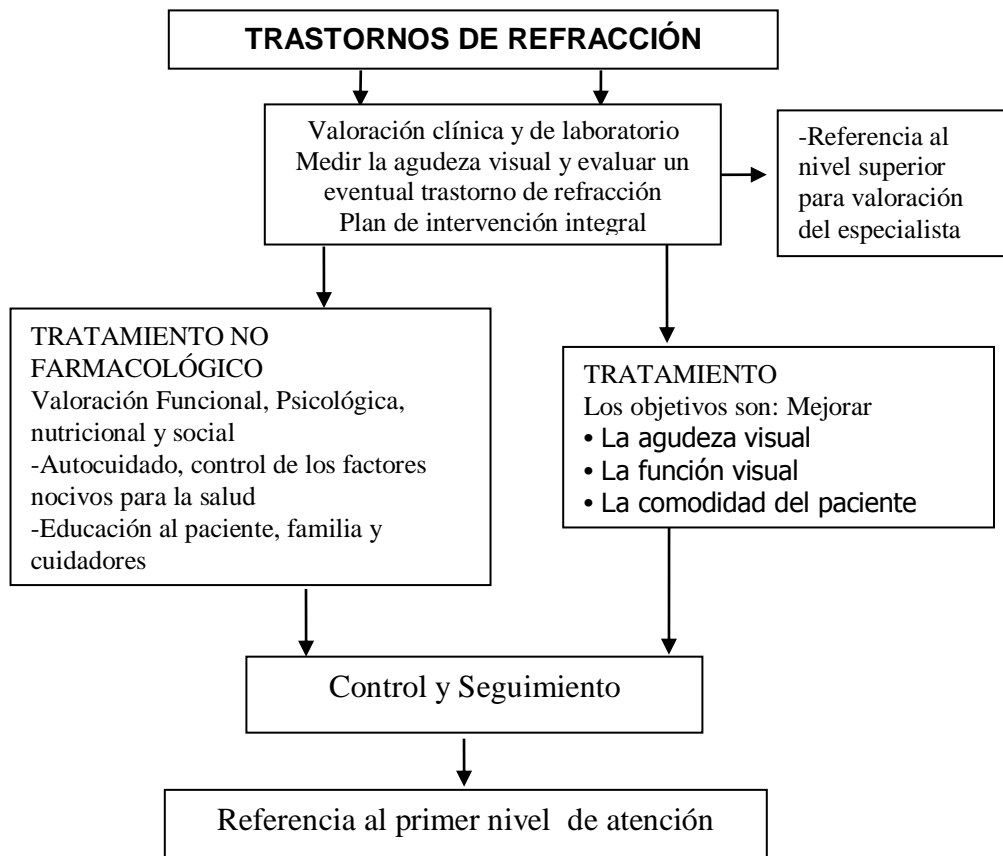 TRASTORNOS DE REFRACCIÓN
Valoración clínica y de laboratorio
Medir la agudeza visual y evaluar un
eventual trastorno de refracción
Plan de intervención integral
-Referencia al
nivel superior
para valoración
del especialista
TRATAMIENTO NO
FARMACOLÓGICO
Valoración Funcional, Psicológica,
nutricional y social
-Autocuidado, control de los factores
nocivos para la salud
-Educación al paciente, familia y
cuidadores
TRATAMIENTO
Los objetivos son: Mejorar
• La agudeza visual
• La función visual
• La comodidad del paciente
Control y Seguimiento
Referencia al primer nivel de atención